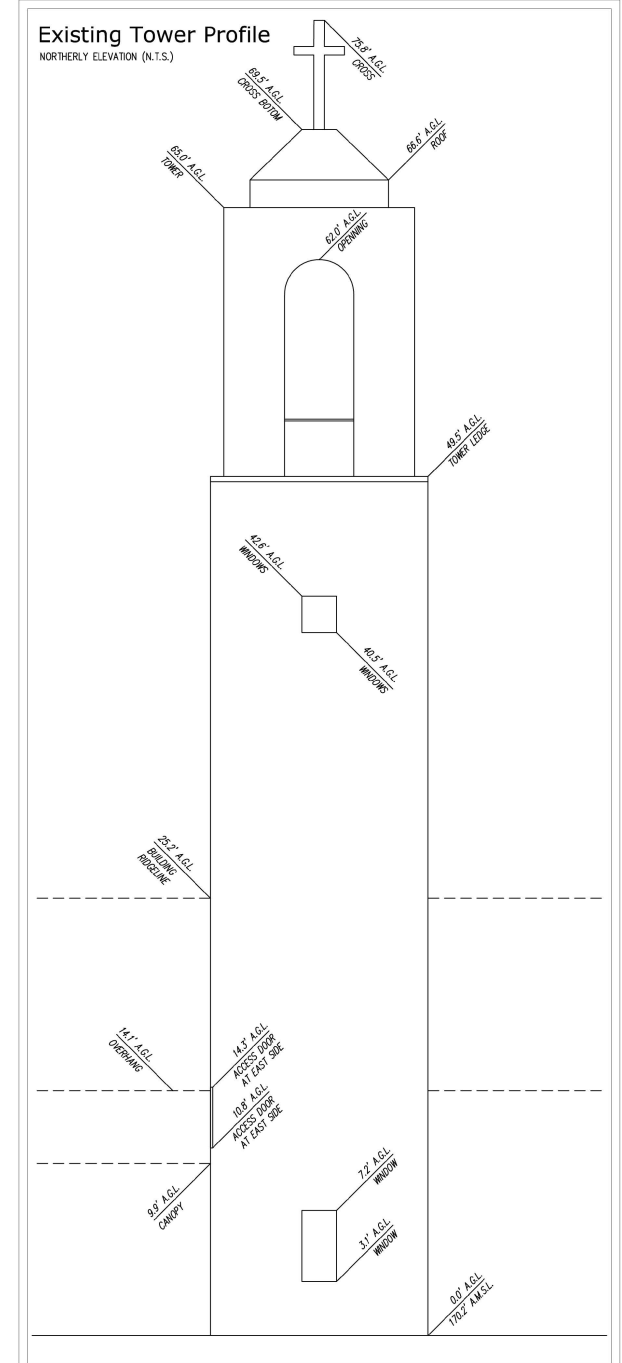 Existing Tower Profile
NORTHERLY ELEVATION (N.T.S.)
75.8' A.G.L.
CROSS
69.5' A.G.L.
CROSS BOTOM
66.6' A.G.L.
ROOF
65.0' A.G.L.
TOWER
62.0' A.G.L.
OPENNING
49.5' A.G.L.
TOWER LEDGE
42.6' A.G.L.
WINDOWS
40.5' A.G.L.
WINDOWS
25.2' A.G.L.
BUILDING
RIDGELINE
14.1' A.G.L.
OVERHANG
14.3' A.G.L.
ACCESS DOOR
AT EAST SIDE
10.8' A.G.L.
ACCESS DOOR
AT EAST SIDE
9.9' A.G.L.
CANOPY
7.2' A.G.L.
WINDOW
3.1' A.G.L.
WINDOW
0.0' A.G.L.
170.2' A.M.S.L.